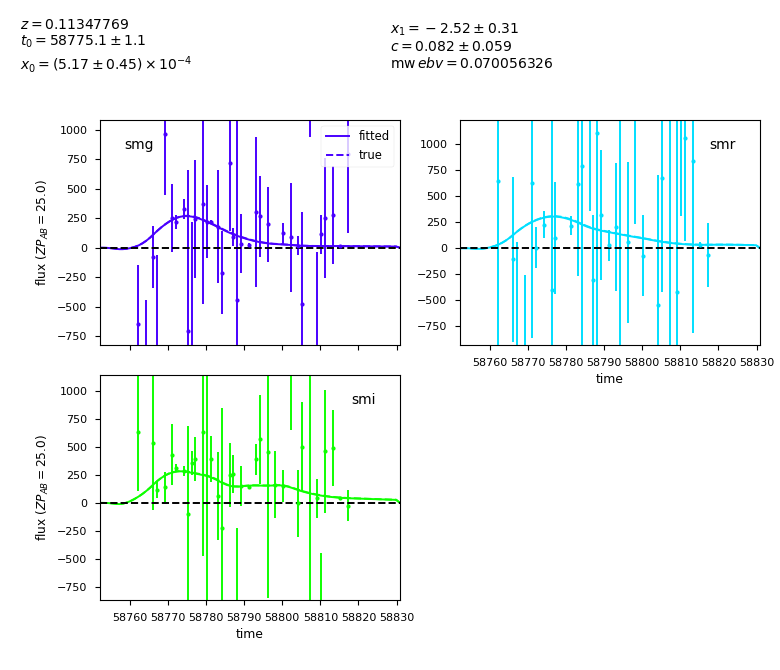 z = 0.11347769
t₀ = 58775.1 ± 1.1
x₀ = (5.17 ± 0.45) × 10⁻⁴
x₁ = −2.52 ± 0.31
c = 0.082 ± 0.059
mw ebv = 0.070056326
smg
fitted
true
1000
750
500
250
0
−250
−500
−750
flux (ZP_AB = 25.0)
smr
1000
750
500
250
0
−250
−500
−750
58760 58770 58780 58790 58800 58810 58820 58830
time
smi
1000
750
500
250
0
−250
−500
−750
flux (ZP_AB = 25.0)
58760 58770 58780 58790 58800 58810 58820 58830
time